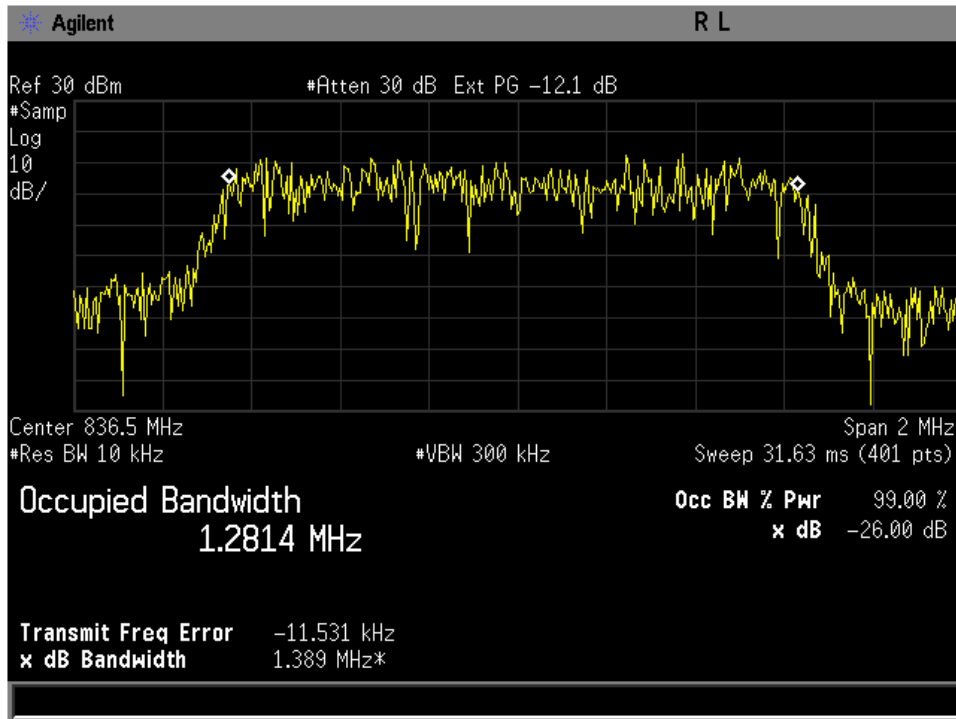 Agilent R L
Ref 30 dBm #Atten 30 dB Ext PG −12.1 dB
#Samp
Log
10
dB/
Center 836.5 MHz Span 2 MHz
#Res BW 10 kHz #VBW 300 kHz Sweep 31.63 ms (401 pts)
Occupied Bandwidth Occ BW % Pwr 99.00 %
1.2814 MHz x dB −26.00 dB
Transmit Freq Error −11.531 kHz
x dB Bandwidth 1.389 MHz*